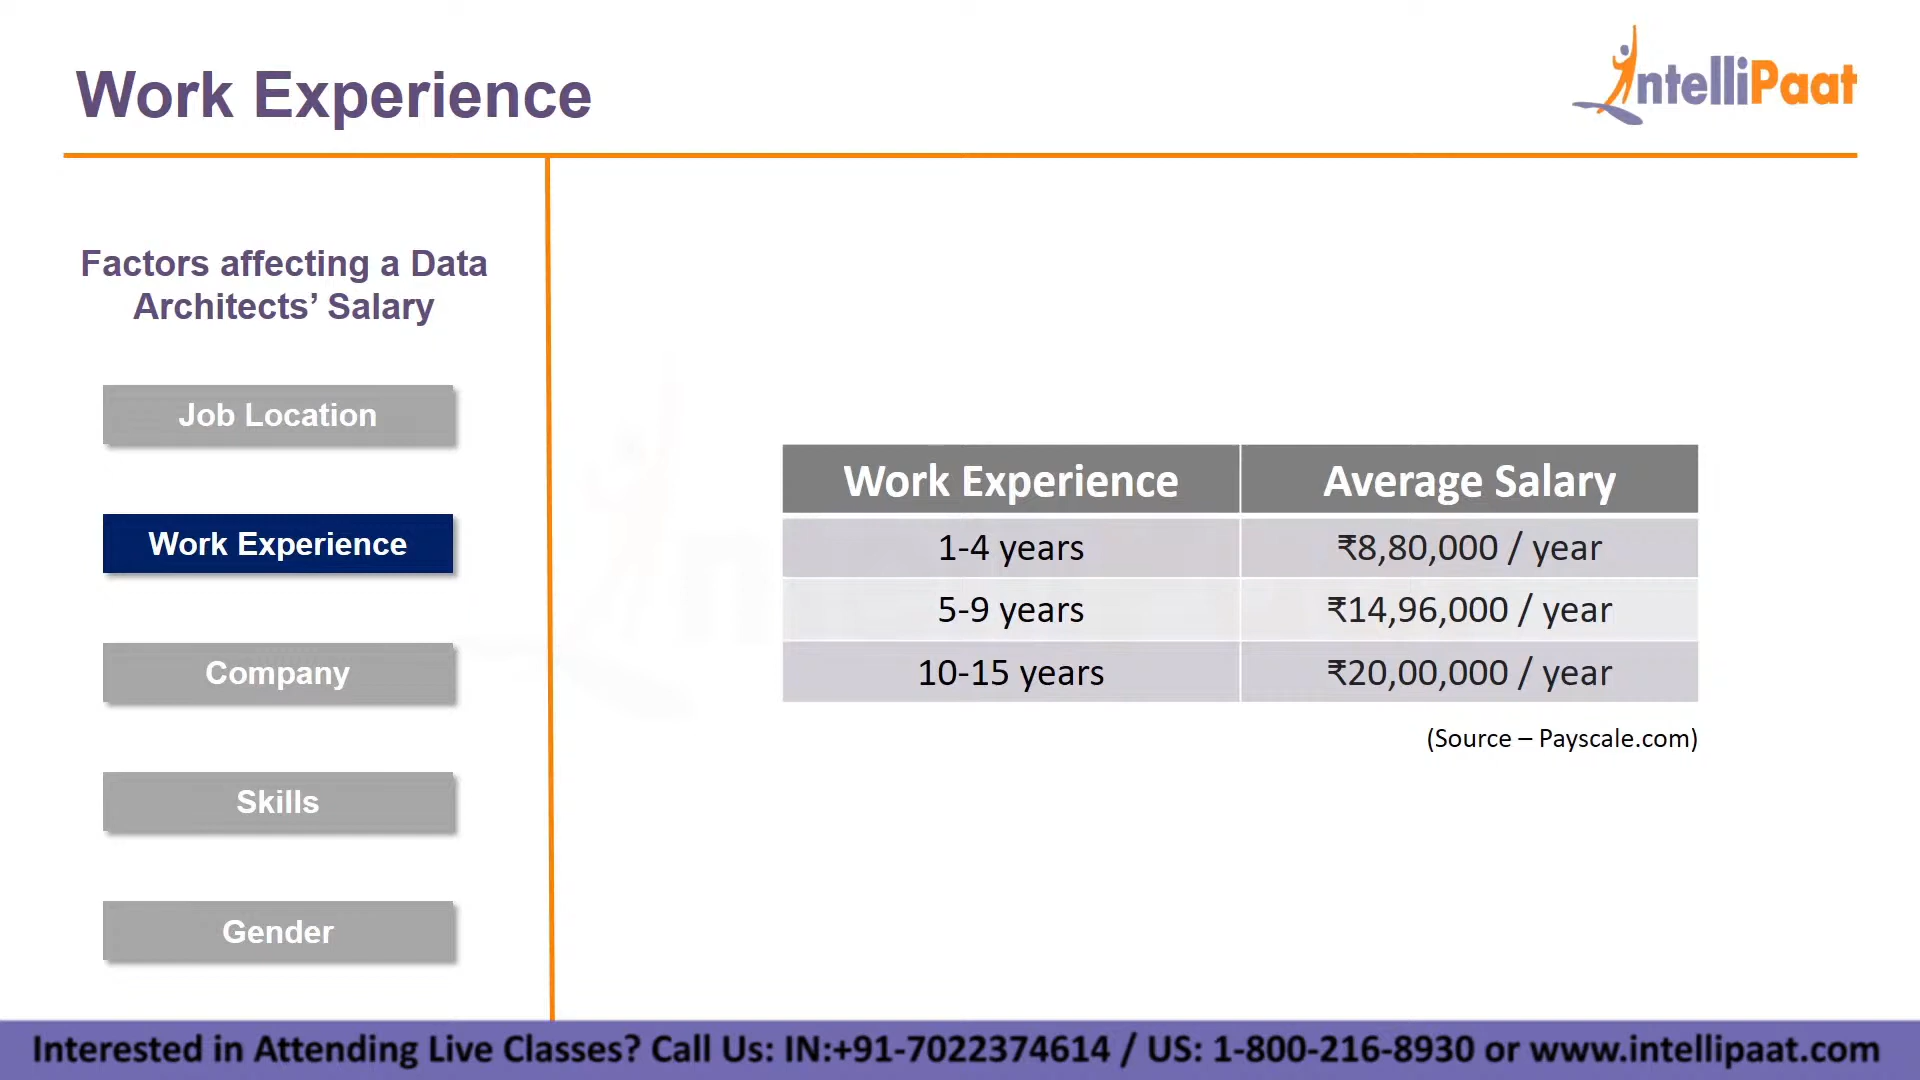 Work Experience
IntelliPaat
Factors affecting a Data
Architects’ Salary
Job Location
Work Experience
Company
Skills
Gender
Work Experience Average Salary
1-4 years ₹8,80,000 / year
5-9 years ₹14,96,000 / year
10-15 years ₹20,00,000 / year
(Source – Payscale.com)
Interested in Attending Live Classes? Call Us: IN:+91-7022374614 / US: 1-800-216-8930 or www.intellipaat.com